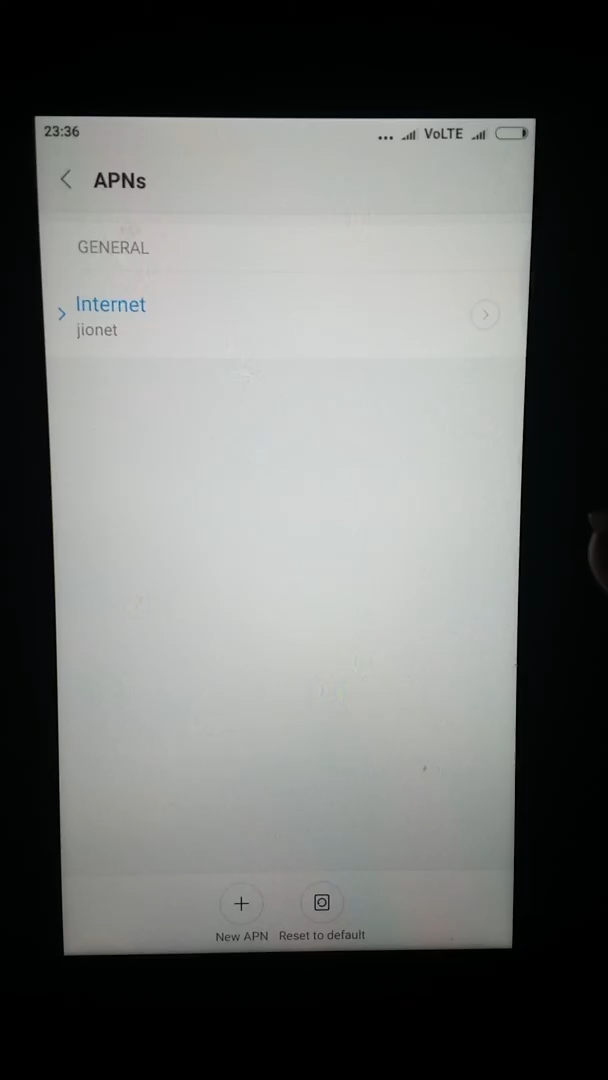 23:36
... VoLTE
APNs
GENERAL
Internet
jionet
New APN Reset to default